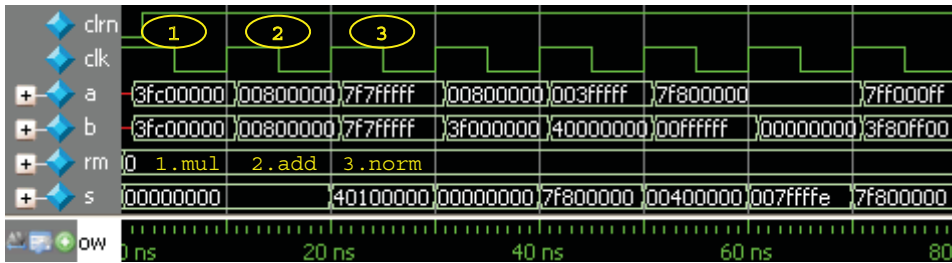 clrn 1 2 3
clk
a 3fc00000 00800000 7f7fffff 00800000 003fffff 7f800000 7ff000ff
b 3fc00000 00800000 7f7fffff 3f000000 40000000 00ffffff 00000000 3f80ff00
rm 0 1.mul 2.add 3.norm
s 00000000 40100000 00000000 7f800000 00400000 007ffffe 7f800000
ow 0 ns 20 ns 40 ns 60 ns 80